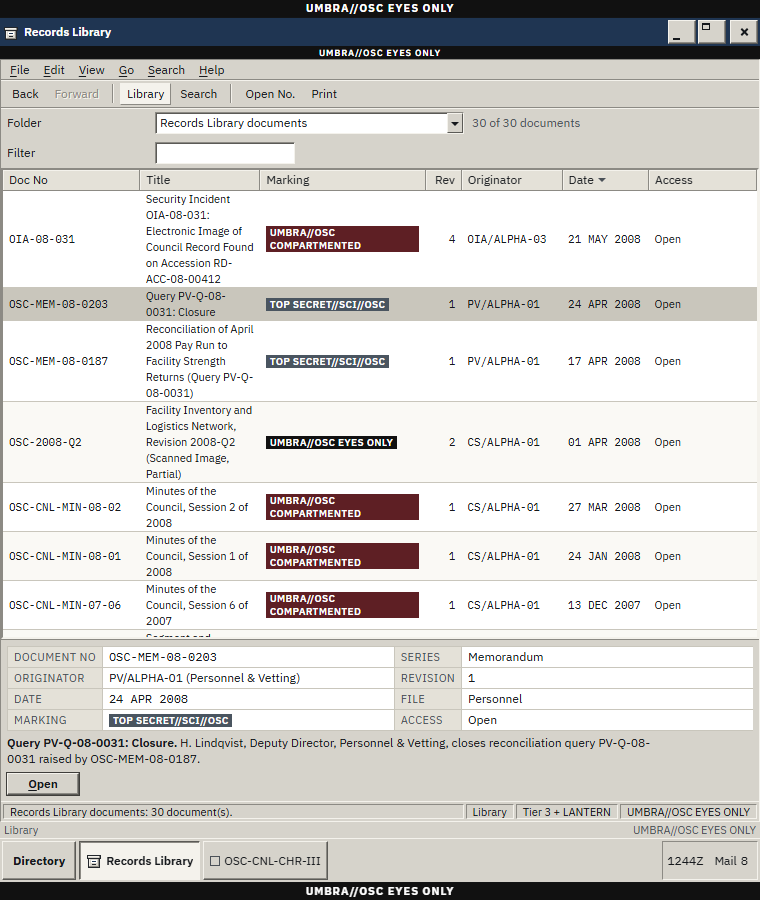 UMBRA//OSC EYES ONLY
Records Library
UMBRA//OSC EYES ONLY
File Edit View Go Search Help
Back Forward Library Search Open No. Print
Folder Records Library documents 30 of 30 documents
Filter
Doc No Title Marking Rev Originator Date Access
Security Incident
OIA-08-031:
Electronic Image of
Council Record Found
on Accession RD-
ACC-08-00412
OIA-08-031 UMBRA//OSC COMPARTMENTED 4 OIA/ALPHA-03 21 MAY 2008 Open
Query PV-Q-08-
0031: Closure
OSC-MEM-08-0203 TOP SECRET//SCI//OSC 1 PV/ALPHA-01 24 APR 2008 Open
Reconciliation of April
2008 Pay Run to
Facility Strength
Returns (Query PV-Q-
08-0031)
OSC-MEM-08-0187 TOP SECRET//SCI//OSC 1 PV/ALPHA-01 17 APR 2008 Open
Facility Inventory and
Logistics Network,
Revision 2008-Q2
(Scanned Image,
Partial)
OSC-2008-Q2 UMBRA//OSC EYES ONLY 2 CS/ALPHA-01 01 APR 2008 Open
Minutes of the
Council, Session 2 of
2008
OSC-CNL-MIN-08-02 UMBRA//OSC COMPARTMENTED 1 CS/ALPHA-01 27 MAR 2008 Open
Minutes of the
Council, Session 1 of
2008
OSC-CNL-MIN-08-01 UMBRA//OSC COMPARTMENTED 1 CS/ALPHA-01 24 JAN 2008 Open
Minutes of the
Council, Session 6 of
2007
OSC-CNL-MIN-07-06 UMBRA//OSC COMPARTMENTED 1 CS/ALPHA-01 13 DEC 2007 Open
DOCUMENT NO OSC-MEM-08-0203 SERIES Memorandum
ORIGINATOR PV/ALPHA-01 (Personnel & Vetting) REVISION 1
DATE 24 APR 2008 FILE Personnel
MARKING TOP SECRET//SCI//OSC ACCESS Open
Query PV-Q-08-0031: Closure. H. Lindqvist, Deputy Director, Personnel & Vetting, closes reconciliation query PV-Q-08-
0031 raised by OSC-MEM-08-0187.
Open
Records Library documents: 30 document(s). Library Tier 3 + LANTERN UMBRA//OSC EYES ONLY
Library UMBRA//OSC EYES ONLY
Directory Records Library OSC-CNL-CHR-III 1244Z Mail 8
UMBRA//OSC EYES ONLY